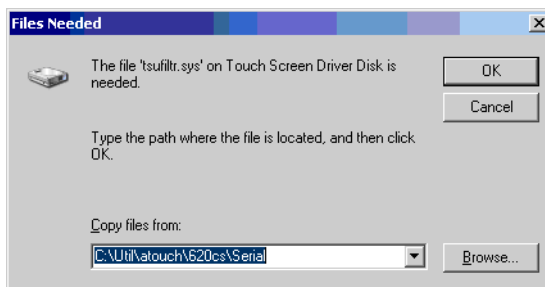 Files Needed
The file 'tsufiltr.sys' on Touch Screen Driver Disk is
needed.
OK
Cancel
Type the path where the file is located, and then click
OK.
Copy files from:
C:\Util\atouch\620cs\Serial
Browse...